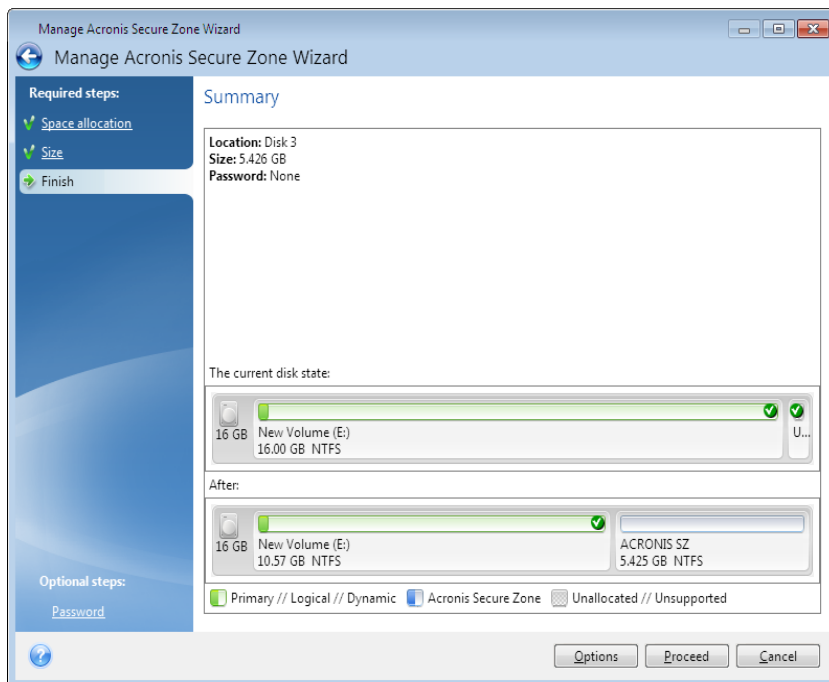 Manage Acronis Secure Zone Wizard
Manage Acronis Secure Zone Wizard
Required steps:
Space allocation
Size
Finish
Optional steps:
Password
Summary
Location: Disk 3
Size: 5.426 GB
Password: None
The current disk state:
16 GB
New Volume (E:)
16.00 GB NTFS
U...
After:
16 GB
New Volume (E:)
10.57 GB NTFS
ACRONIS SZ
5.425 GB NTFS
Primary // Logical // Dynamic
Acronis Secure Zone
Unallocated // Unsupported
?
Options
Proceed
Cancel